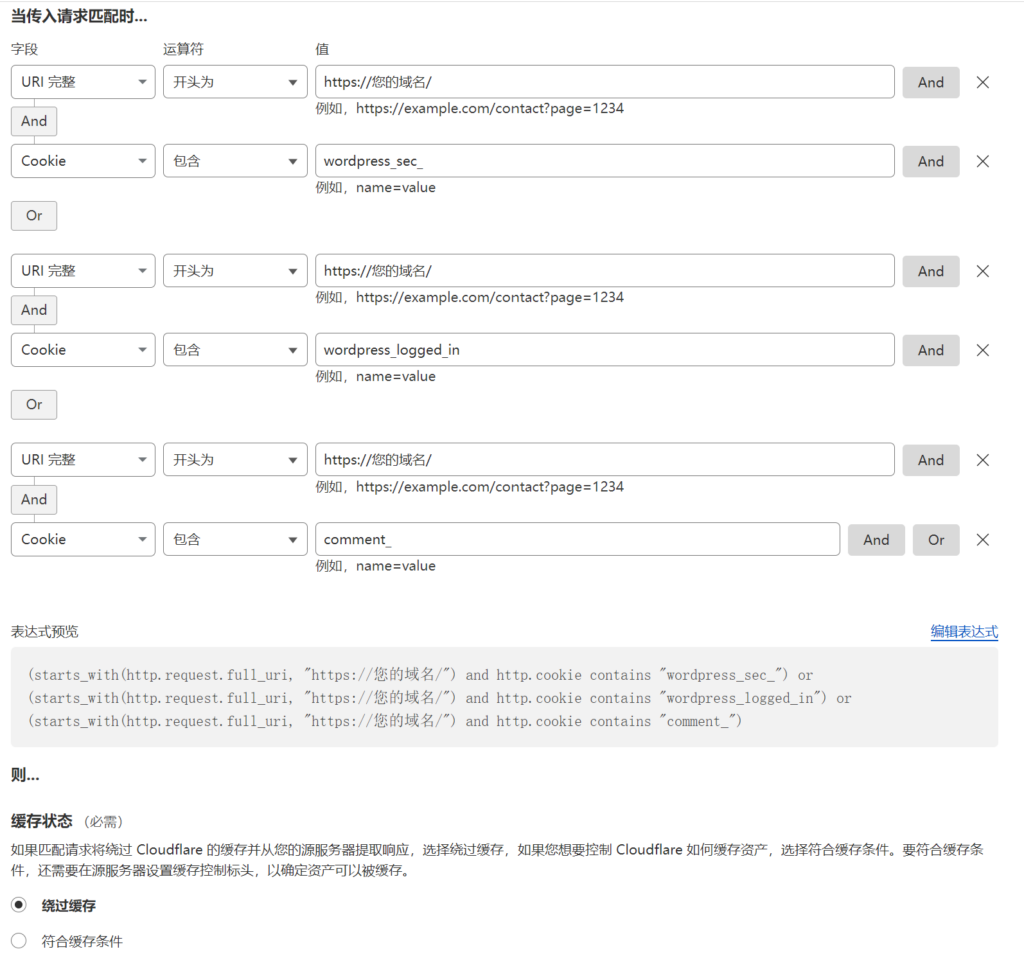 当传入请求匹配时...
字段 运算符 值
URI 完整 开头为 https://您的域名/ And
例如，https://example.com/contact?page=1234
And
Cookie 包含 wordpress_sec_ And
例如，name=value
Or
URI 完整 开头为 https://您的域名/ And
例如，https://example.com/contact?page=1234
And
Cookie 包含 wordpress_logged_in And
例如，name=value
Or
URI 完整 开头为 https://您的域名/ And
例如，https://example.com/contact?page=1234
And
Cookie 包含 comment_ And Or
例如，name=value
表达式预览 编辑表达式
(starts_with(http.request.full_uri, "https://您的域名/") and http.cookie contains "wordpress_sec_") or
(starts_with(http.request.full_uri, "https://您的域名/") and http.cookie contains "wordpress_logged_in") or
(starts_with(http.request.full_uri, "https://您的域名/") and http.cookie contains "comment_")
则...
缓存状态 （必需）
如果匹配请求将绕过 Cloudflare 的缓存并从您的源服务器提取响应，选择绕过缓存，如果您想要控制 Cloudflare 如何缓存资产，选择符合缓存条件。要符合缓存条
件，还需要在源服务器设置缓存控制标头，以确定资产可以被缓存。
绕过缓存
符合缓存条件